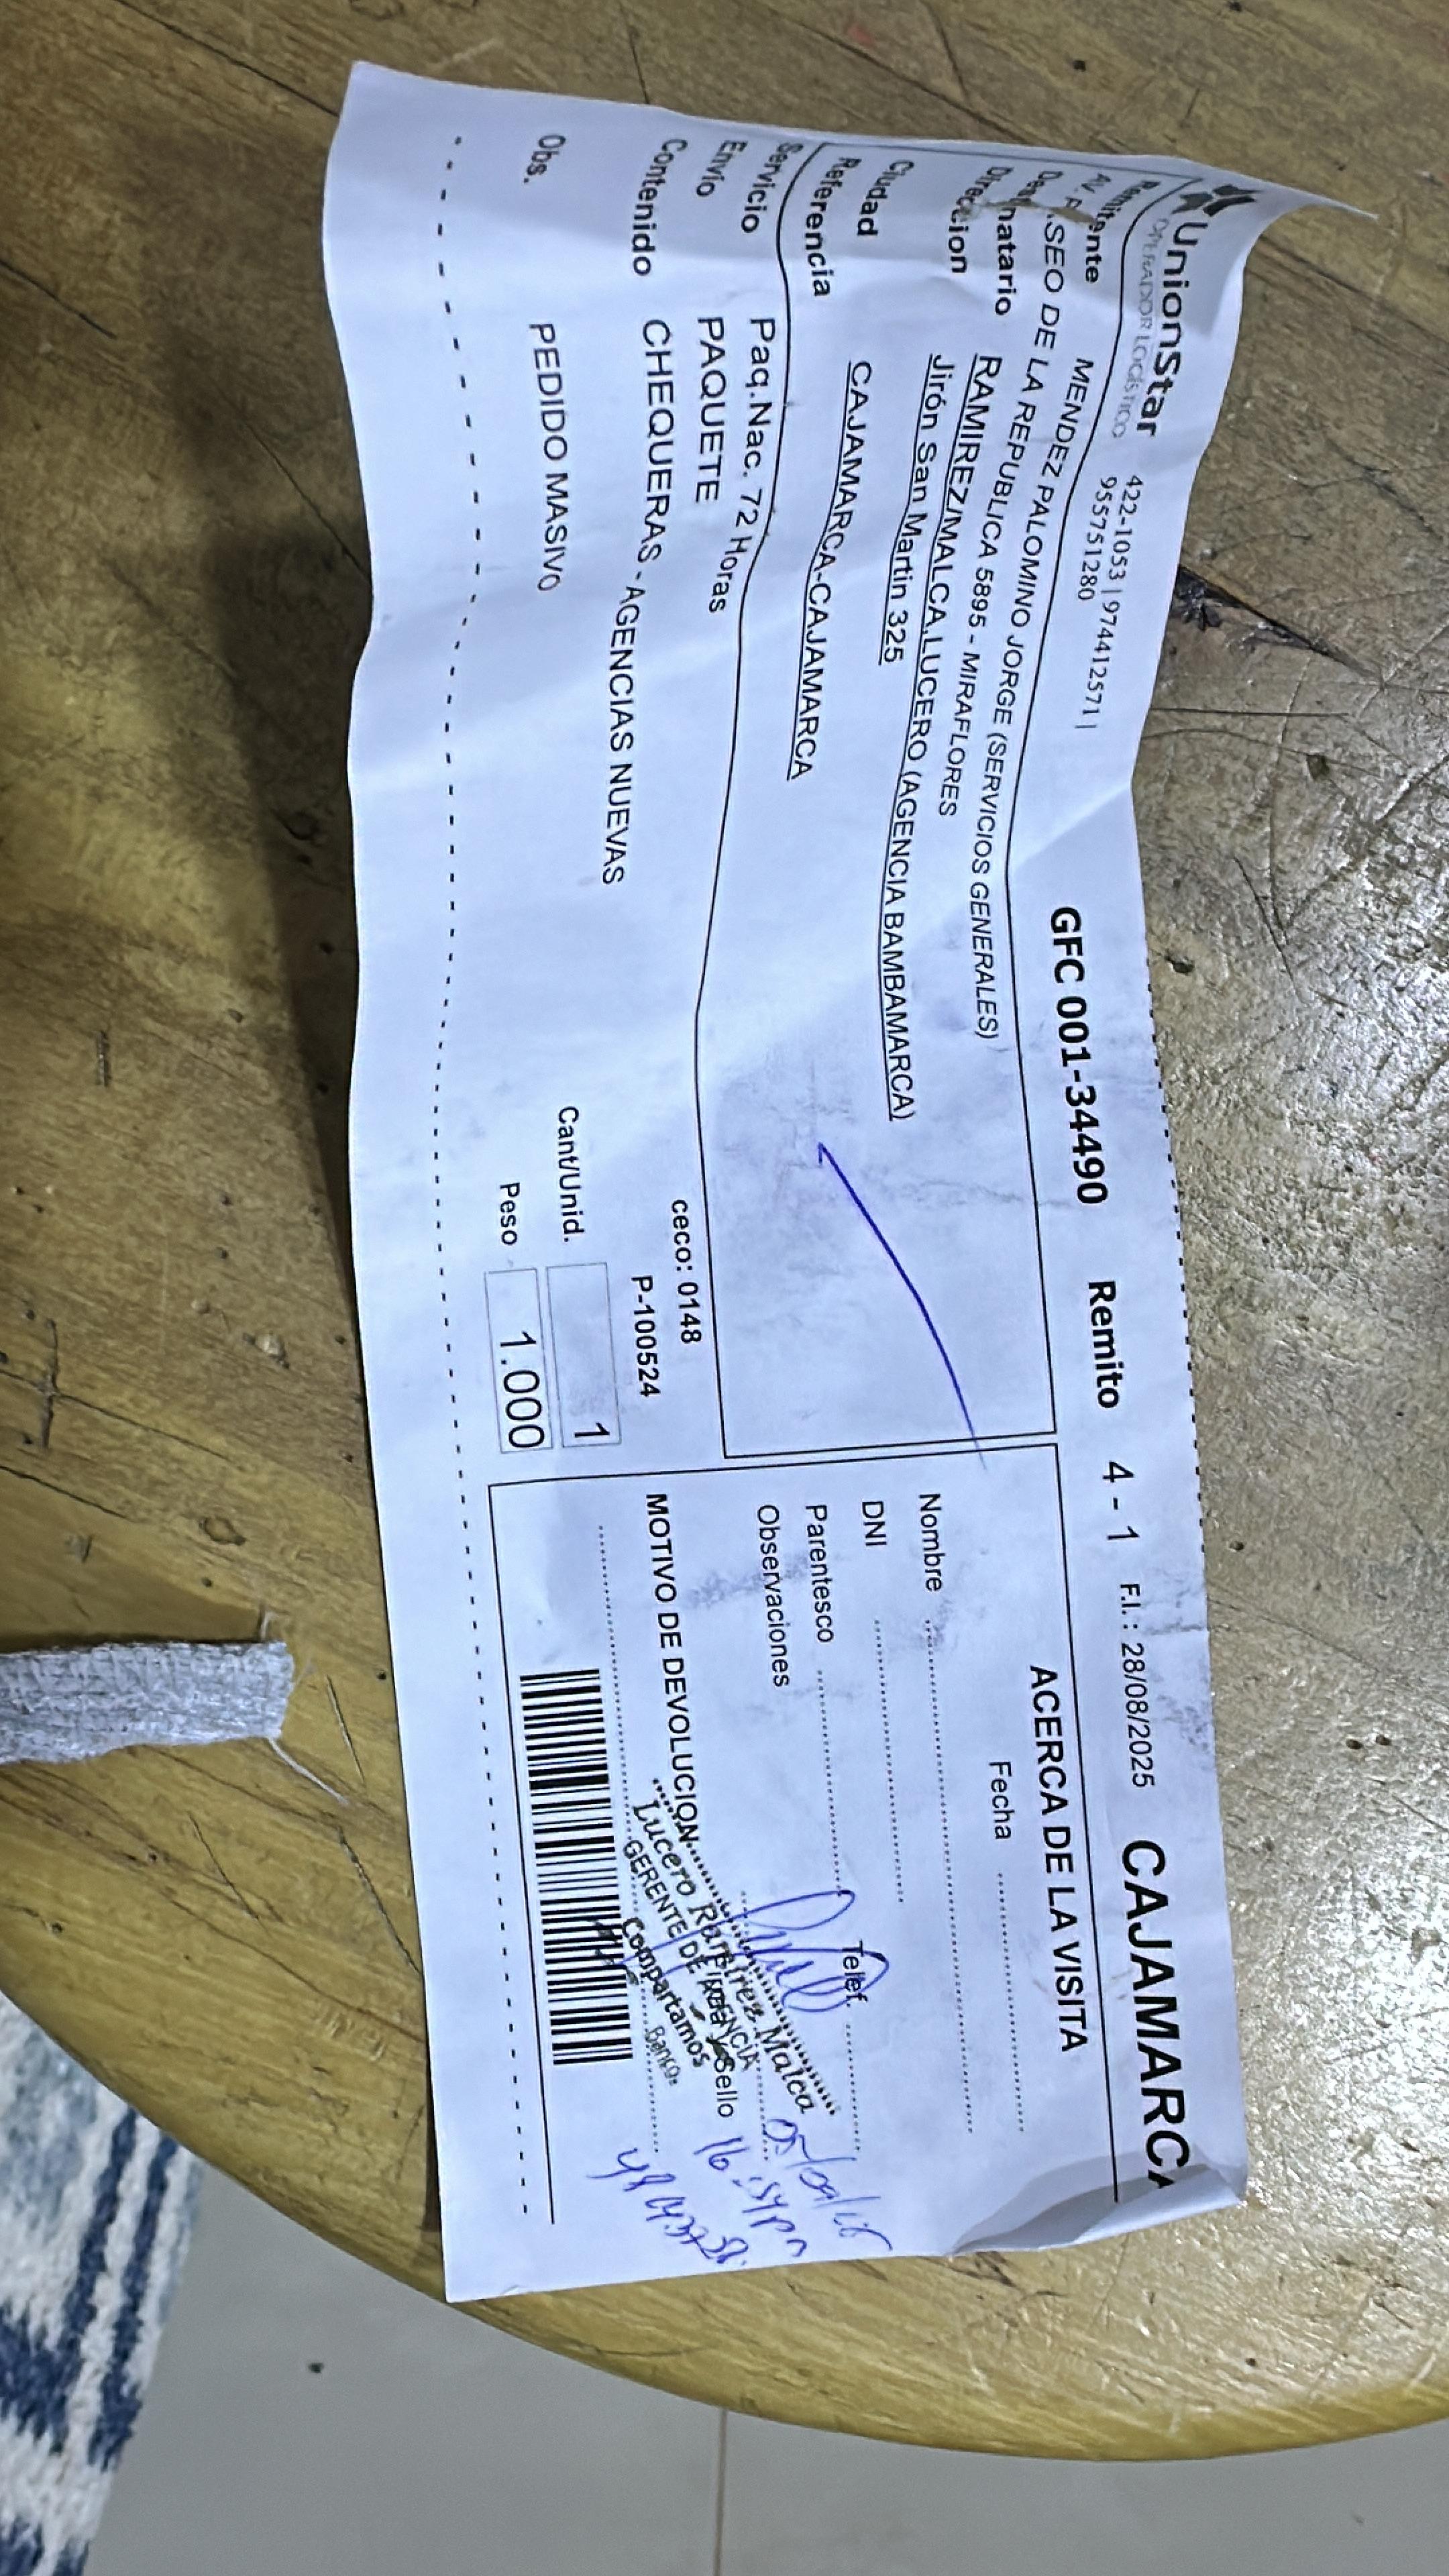 UnionStar
OPERADOR LOGÍSTICO
422-1053 | 974412571 |
955751280
GFC 001-34490 Remito 4 - 1 F.I.: 28/08/2025 CAJAMARCA
MENDEZ PALOMINO JORGE (SERVICIOS GENERALES)
SEO DE LA REPUBLICA 5895 - MIRAFLORES
RAMIREZ/MALCA,LUCERO (AGENCIA BAMBAMARCA)
Jirón San Martin 325
Ciudad CAJAMARCA-CAJAMARCA
Referencia
Servicio Paq.Nac. 72 Horas
Envio PAQUETE
Contenido CHEQUERAS - AGENCIAS NUEVAS
Obs. PEDIDO MASIVO
ceco: 0148
P-100524
Cant/Unid. 1
Peso 1.000
ACERCA DE LA VISITA
Fecha
Nombre
DNI
Parentesco Telef.
Observaciones
MOTIVO DE DEVOLUCION
Lucero Ramirez Malca
GERENTE DE AGENCIA
Sello
Compartamos Banco